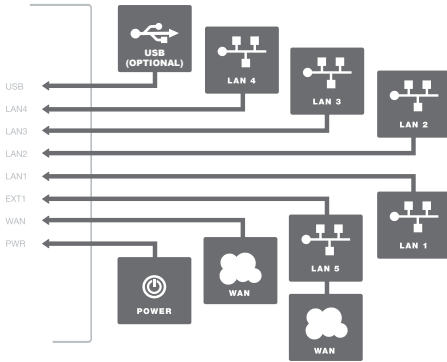 USB
(OPTIONAL)
LAN 4
LAN 3
LAN 2
USB
LAN4
LAN3
LAN2
LAN1
EXT1
WAN
PWR
LAN 1
LAN 5
WAN
POWER
WAN